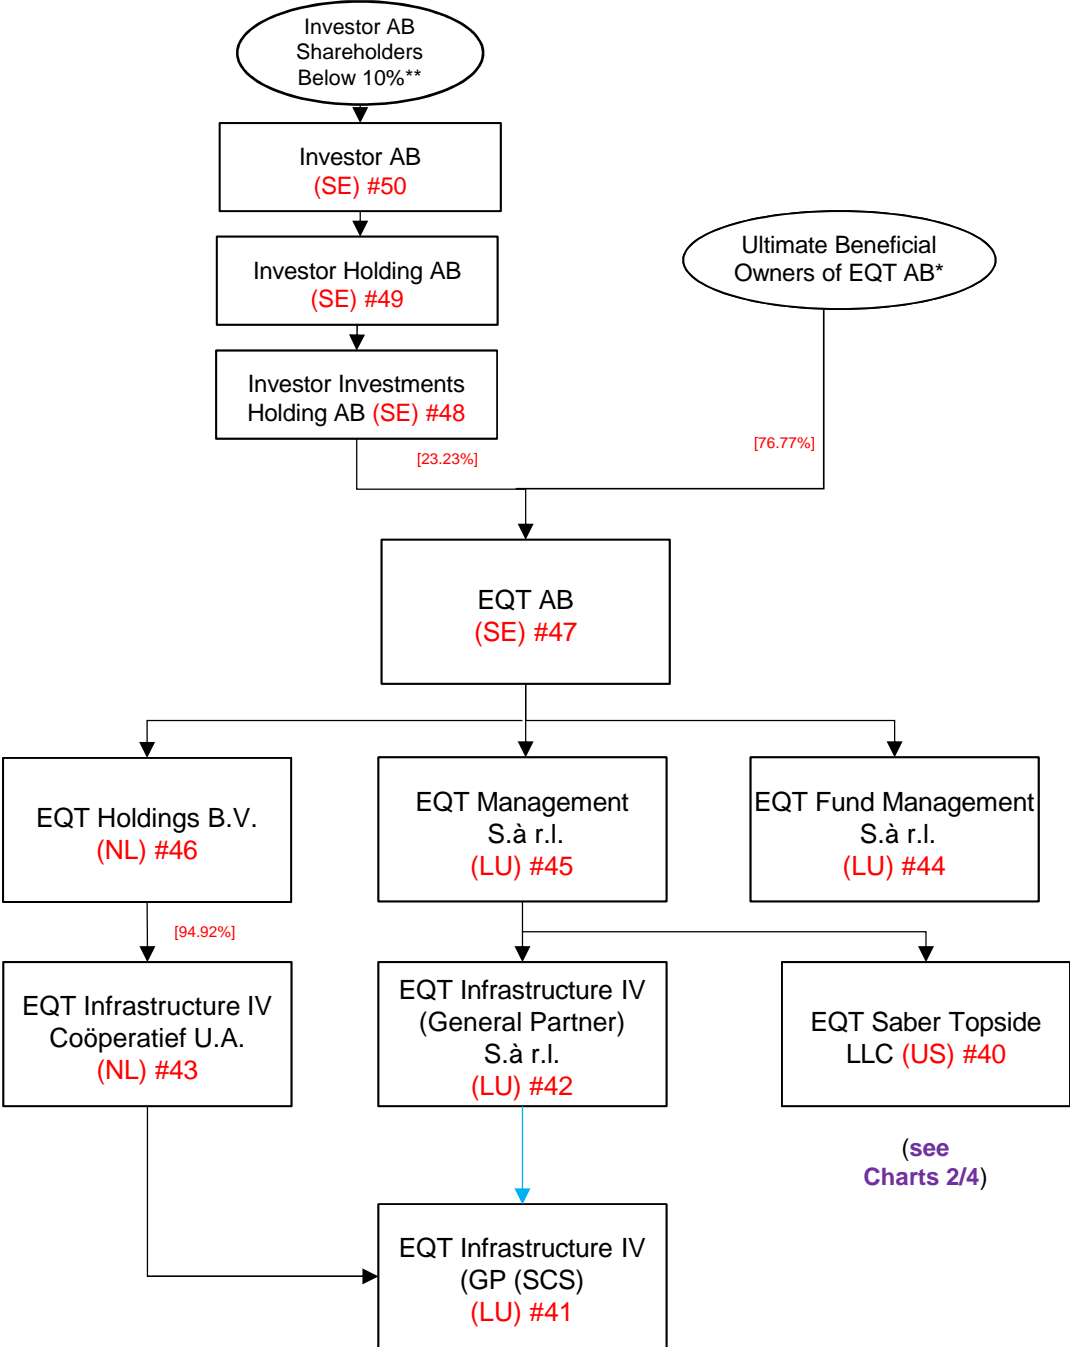 Investor AB
Shareholders
Below 10%**
Investor AB
(SE) #50
Investor Holding AB
(SE) #49
Ultimate Beneficial
Owners of EQT AB*
Investor Investments
Holding AB (SE) #48
[23.23%]
[76.77%]
EQT AB
(SE) #47
EQT Holdings B.V.
(NL) #46
EQT Management
S.à r.l.
(LU) #45
EQT Fund Management
S.à r.l.
(LU) #44
[94.92%]
EQT Infrastructure IV
Coöperatief U.A.
(NL) #43
EQT Infrastructure IV
(General Partner)
S.à r.l.
(LU) #42
EQT Saber Topside
LLC (US) #40
(see
Charts 2/4)
EQT Infrastructure IV
(GP (SCS)
(LU) #41